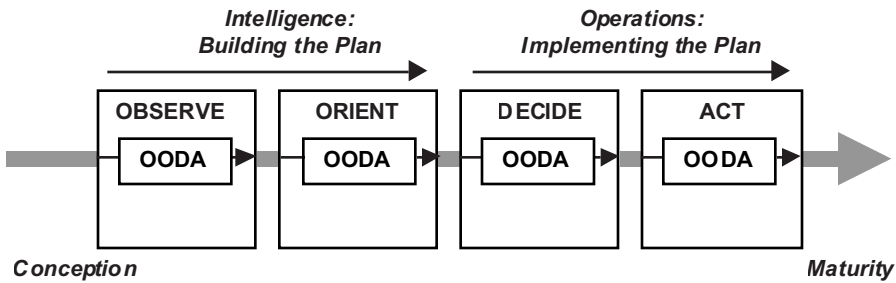 Intelligence:
Building the Plan
Operations:
Implementing the Plan
OBSERVE
ORIENT
DECIDE
ACT
OODA
OODA
OODA
OODA
Conception
Maturity